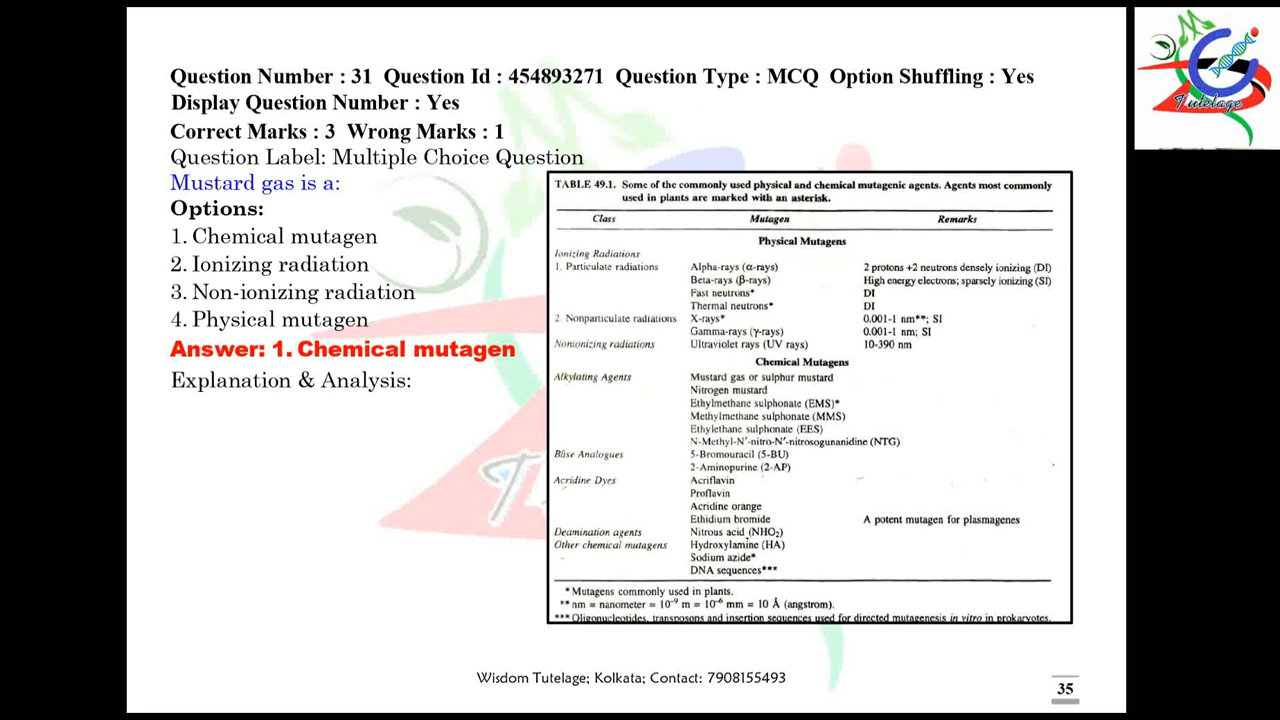 Question Number : 31 Question Id : 454893271 Question Type : MCQ Option Shuffling : Yes
Display Question Number : Yes
Correct Marks : 3 Wrong Marks : 1
Question Label: Multiple Choice Question
Mustard gas is a:
Options:
1. Chemical mutagen
2. Ionizing radiation
3. Non-ionizing radiation
4. Physical mutagen
Answer: 1. Chemical mutagen
Explanation & Analysis:
TABLE 49.1. Some of the commonly used physical and chemical mutagenic agents. Agents most commonly
used in plants are marked with an asterisk.
Class Mutagen Remarks
Physical Mutagens
Ionizing Radiations
1. Particulate radiations Alpha-rays (α-rays) 2 protons +2 neutrons densely ionizing (DI)
Beta-rays (β-rays) High energy electrons; sparsely ionizing (SI)
Fast neutrons* DI
Thermal neutrons* DI
2. Nonparticulate radiations X-rays* 0.001-1 nm**; SI
Gamma-rays (γ-rays) 0.001-1 nm; SI
Nonionizing radiations Ultraviolet rays (UV rays) 10-390 nm
Chemical Mutagens
Alkylating Agents Mustard gas or sulphur mustard
Nitrogen mustard
Ethylmethane sulphonate (EMS)*
Methylmethane sulphonate (MMS)
Ethylethane sulphonate (EES)
N-Methyl-N′-nitro-N′-nitrosogunanidine (NTG)
Base Analogues 5-Bromouracil (5-BU)
2-Aminopurine (2-AP)
Acridine Dyes Acriflavin
Proflavin
Acridine orange
Ethidium bromide A potent mutagen for plasmagenes
Deamination agents Nitrous acid (NHO₂)
Other chemical mutagens Hydroxylamine (HA)
Sodium azide*
DNA sequences***
* Mutagens commonly used in plants.
** nm = nanometer = 10⁻⁹ m = 10⁻⁶ mm = 10 Å (angstrom).
*** Oligonucleotides, transposons and insertion sequences used for directed mutagenesis in vitro in prokaryotes.
Wisdom Tutelage; Kolkata; Contact: 7908155493
35
Tutelage